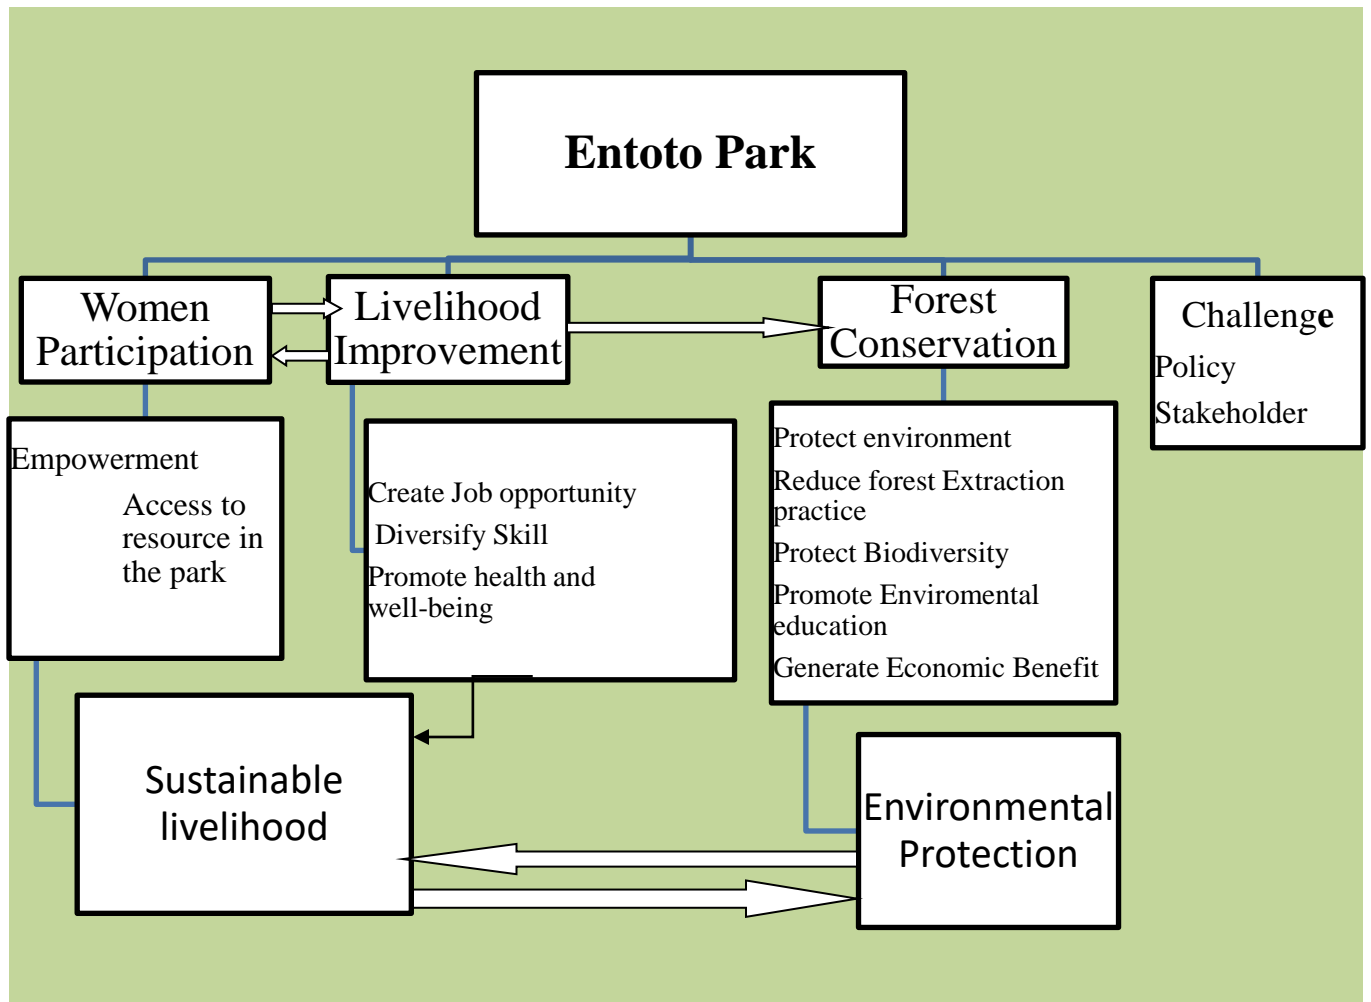 Entoto Park
Women
Participation
Livelihood
Improvement
Forest
Conservation
Challenge
Policy
Stakeholder
Empowerment
Access to
resource in
the park
Create Job opportunity
Diversify Skill
Promote health and
well-being
Protect environment
Reduce forest Extraction
practice
Protect Biodiversity
Promote Enviromental
education
Generate Economic Benefit
Sustainable
livelihood
Environmental
Protection